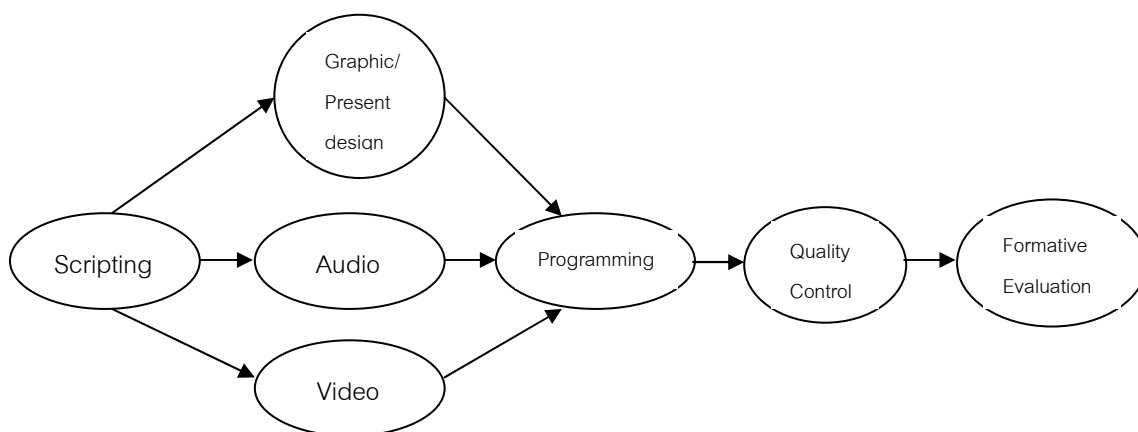 Graphic/
Present
design
Scripting
Audio
Video
Programming
Quality
Control
Formative
Evaluation